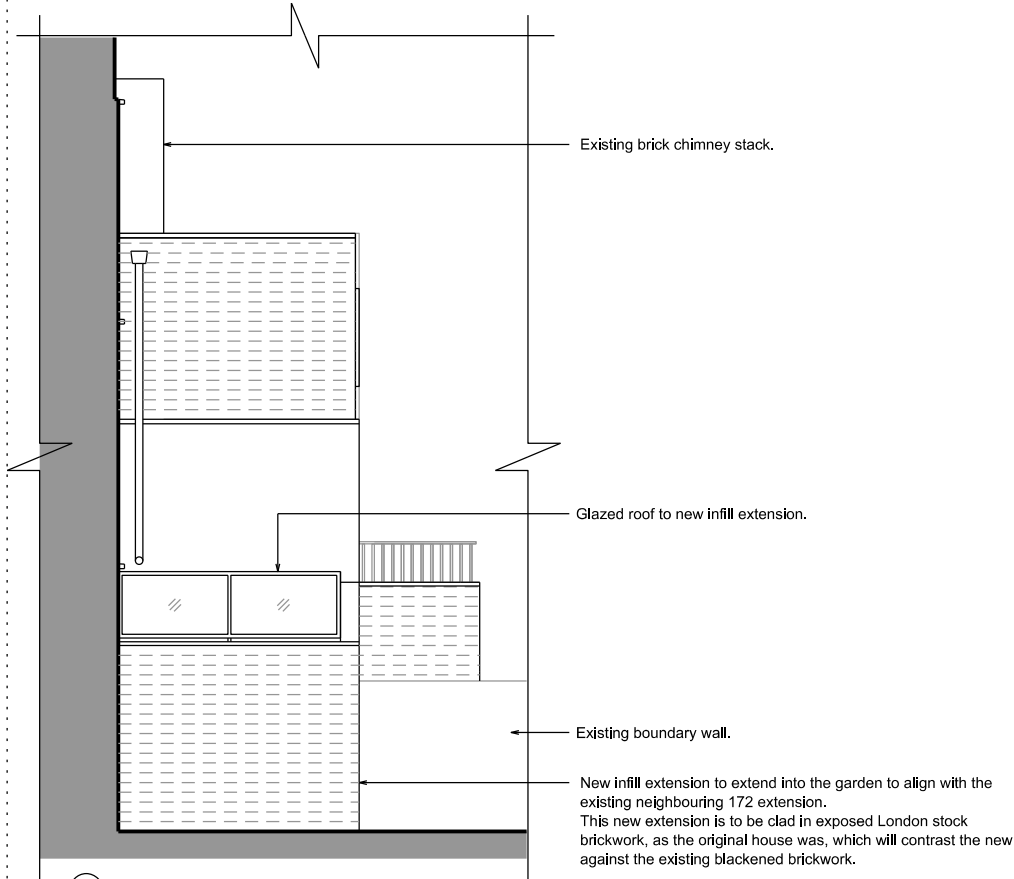 Existing brick chimney stack.
Glazed roof to new infill extension.
Existing boundary wall.
New infill extension to extend into the garden to align with the
existing neighbouring 172 extension.
This new extension is to be clad in exposed London stock
brickwork, as the original house was, which will contrast the new
against the existing blackened brickwork.